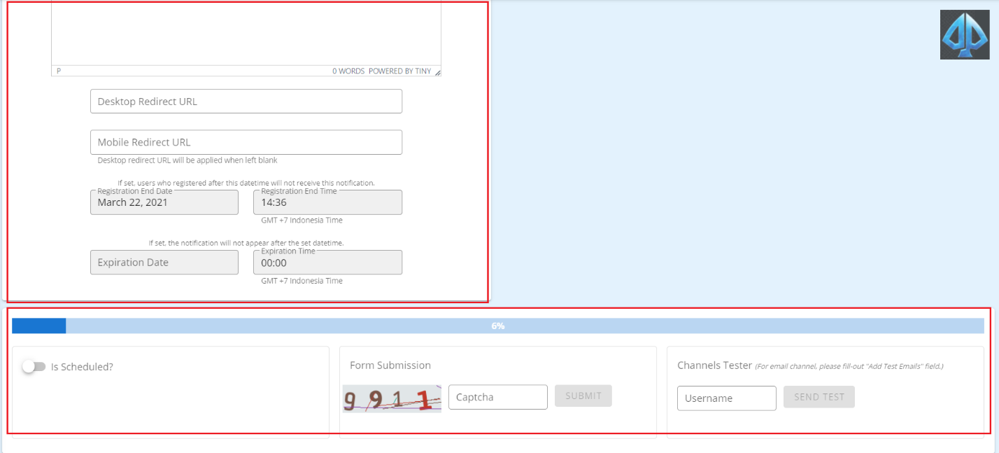 P 0 WORDS POWERED BY TINY
Desktop Redirect URL
Mobile Redirect URL
Desktop redirect URL will be applied when left blank
If set, users who registered after this datetime will not receive this notification.
Registration End Date
March 22, 2021
Registration End Time
14:36
GMT +7 Indonesia Time
If set, the notification will not appear after the set datetime.
Expiration Date
Expiration Time
00:00
GMT +7 Indonesia Time
6%
Is Scheduled?
Form Submission
9911
Captcha
SUBMIT
Channels Tester (For email channel, please fill-out "Add Test Emails" field.)
Username
SEND TEST